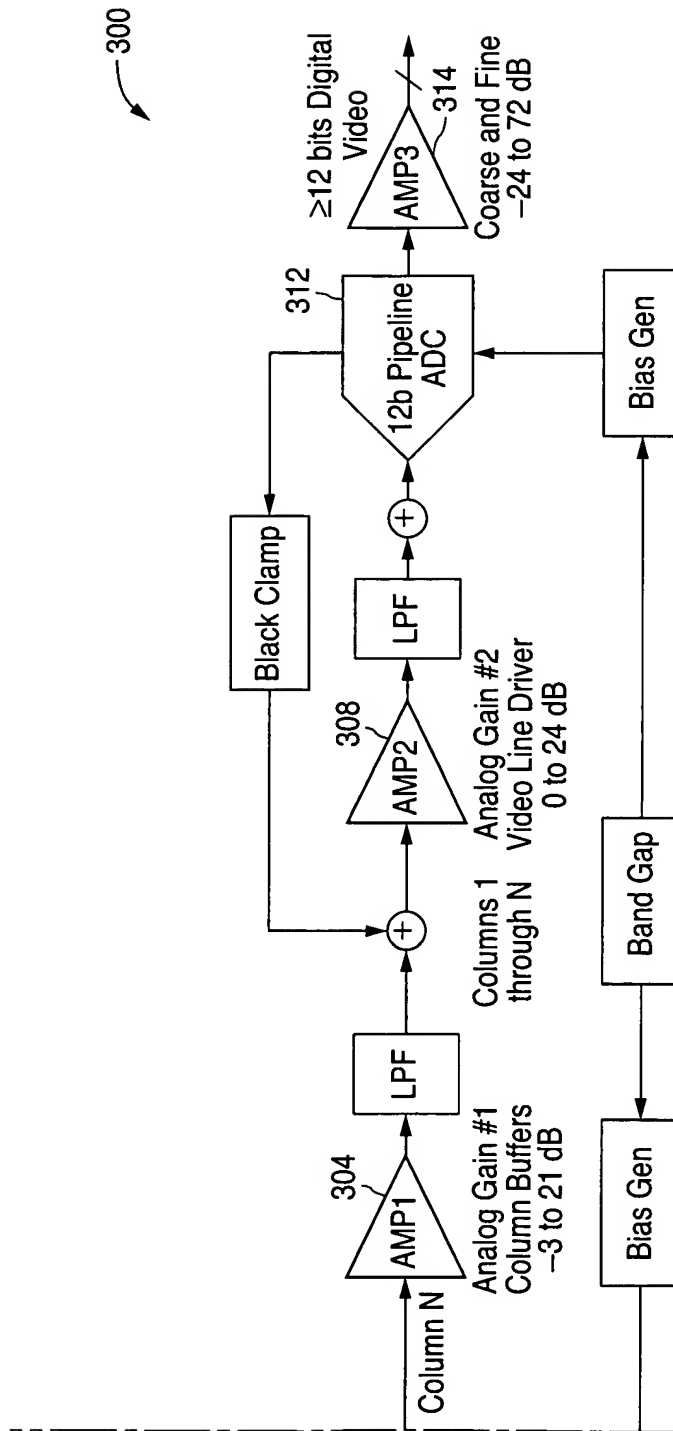 300
Column N
304
AMP1
Analog Gain #1
Column Buffers
−3 to 21 dB
LPF
+
Columns 1
through N
Black Clamp
308
AMP2
Analog Gain #2
Video Line Driver
0 to 24 dB
LPF
+
312
12b Pipeline
ADC
≥12 bits Digital
Video
AMP3
314
Coarse and Fine
−24 to 72 dB
Bias Gen
Band Gap
Bias Gen